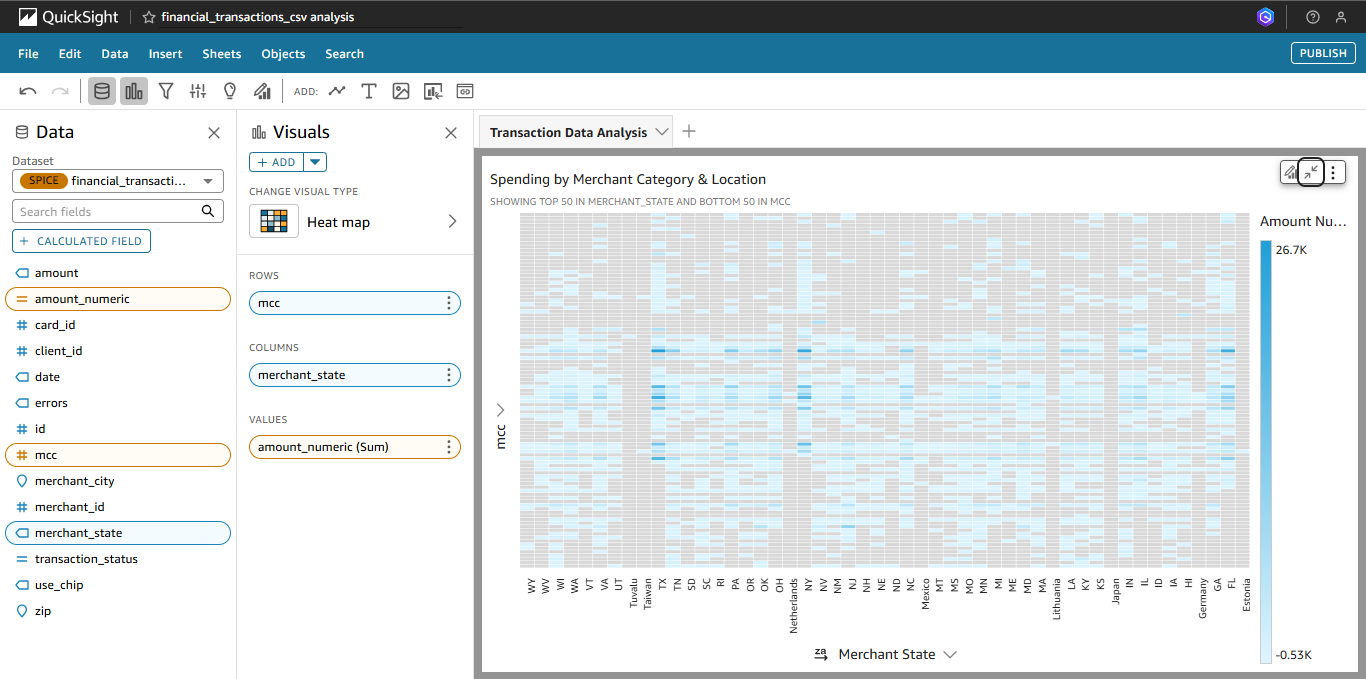 QuickSight
financial_transactions_csv analysis
File Edit Data Insert Sheets Objects Search
PUBLISH
ADD:
Data
Dataset
SPICE financial_transacti...
Search fields
+ CALCULATED FIELD
amount
amount_numeric
card_id
client_id
date
errors
id
mcc
merchant_city
merchant_id
merchant_state
transaction_status
use_chip
zip
Visuals
+ ADD
CHANGE VISUAL TYPE
Heat map
ROWS
mcc
COLUMNS
merchant_state
VALUES
amount_numeric (Sum)
Transaction Data Analysis
Spending by Merchant Category & Location
SHOWING TOP 50 IN MERCHANT_STATE AND BOTTOM 50 IN MCC
mcc
WY
WV
WI
WA
VT
VA
UT
Tuvalu
Taiwan
TX
TN
SD
SC
RI
PA
OR
OK
OH
Netherlands
NY
NV
NM
NJ
NH
NE
ND
NC
Mexico
MT
MS
MO
MN
MI
ME
MD
MA
Lithuania
LA
KY
KS
Japan
IN
IL
ID
IA
HI
Germany
GA
FL
Estonia
Merchant State
Amount Nu...
26.7K
-0.53K